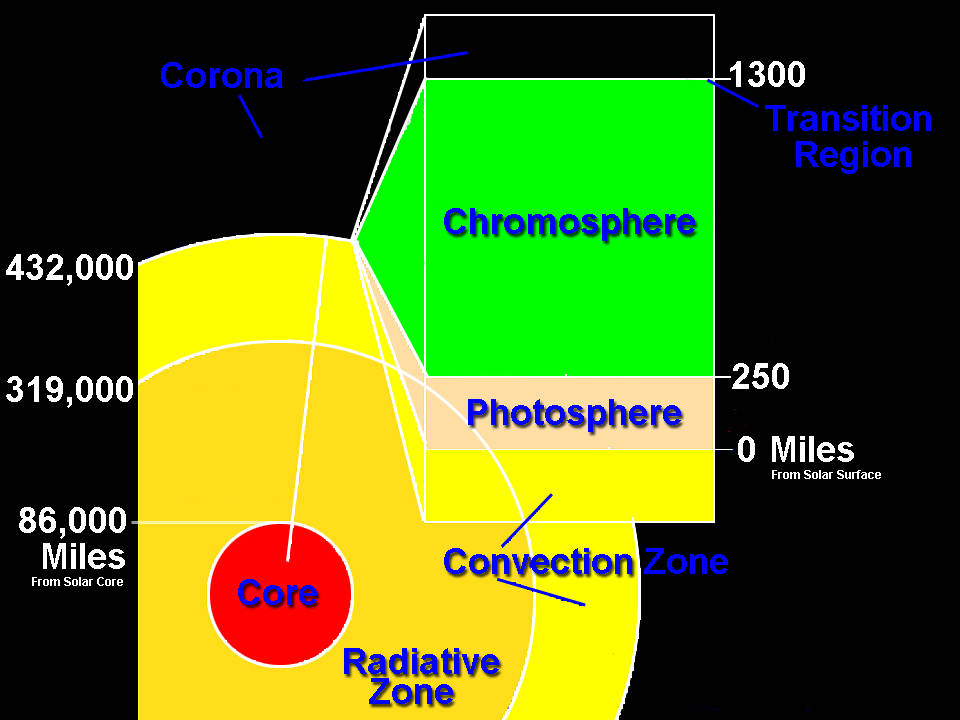 Corona
1300
Transition
Region
Chromosphere
432,000
319,000
250
Photosphere
0 Miles
From Solar Surface
86,000
Miles
From Solar Core
Convection Zone
Core
Radiative
Zone